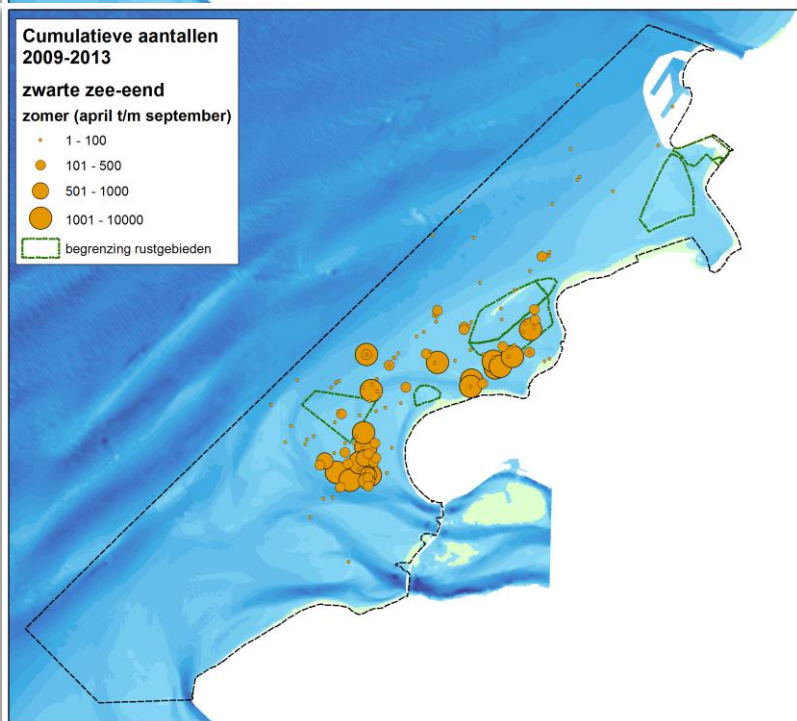 Cumulatieve aantallen
2009-2013
zwarte zee-eend
zomer (april t/m september)
1 - 100
101 - 500
501 - 1000
1001 - 10000
begrenzing rustgebieden